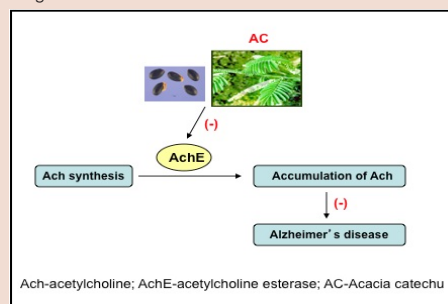 AC
(-)
AchE
Ach synthesis
Accumulation of Ach
(-)
Alzheimer's disease
Ach-acetylcholine; AchE-acetylcholine esterase; AC-Acacia catechu